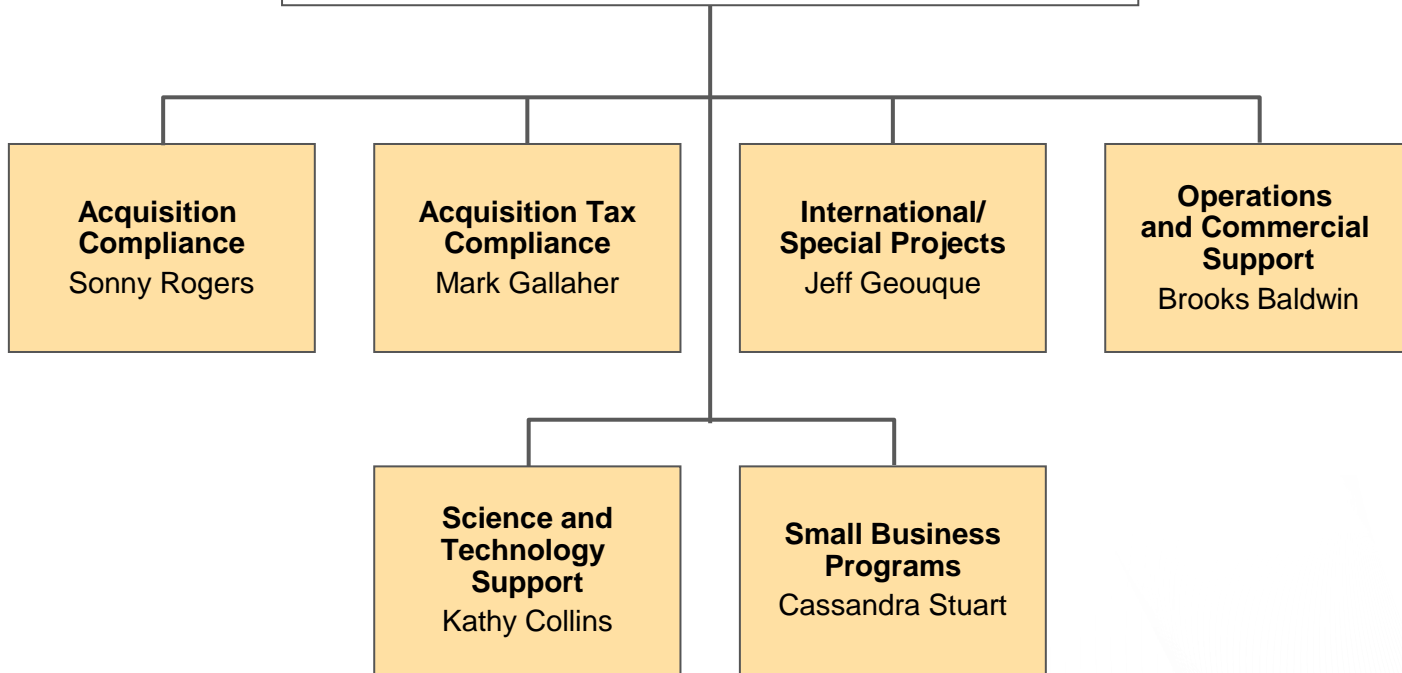 Acquisition
Compliance
Sonny Rogers
Acquisition Tax
Compliance
Mark Gallaher
International/
Special Projects
Jeff Geouque
Operations
and Commercial
Support
Brooks Baldwin
Science and
Technology
Support
Kathy Collins
Small Business
Programs
Cassandra Stuart